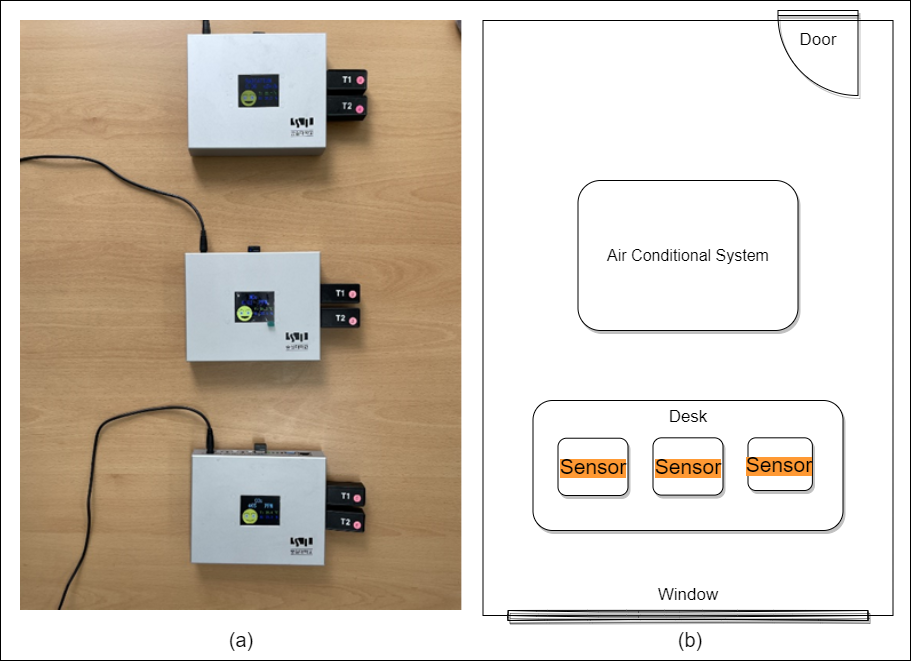 T1
T2
T1
T2
T1
T2
(a)
Door
Air Conditional System
Desk
Sensor Sensor Sensor
Window
(b)